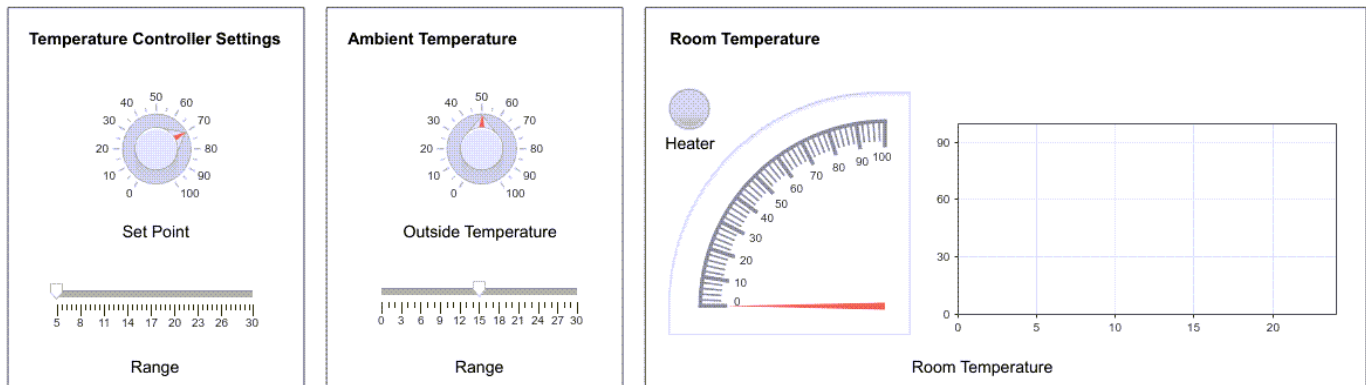 Temperature Controller Settings
0 10 20 30 40 50 60 70 80 90 100
Set Point
5 8 11 14 17 20 23 26 30
Range
Ambient Temperature
0 10 20 30 40 50 60 70 80 90 100
Outside Temperature
0 3 6 9 12 15 18 21 24 27 30
Range
Room Temperature
Heater
0 10 20 30 40 50 60 70 80 90 100
90
60
30
0
0 5 10 15 20
Room Temperature